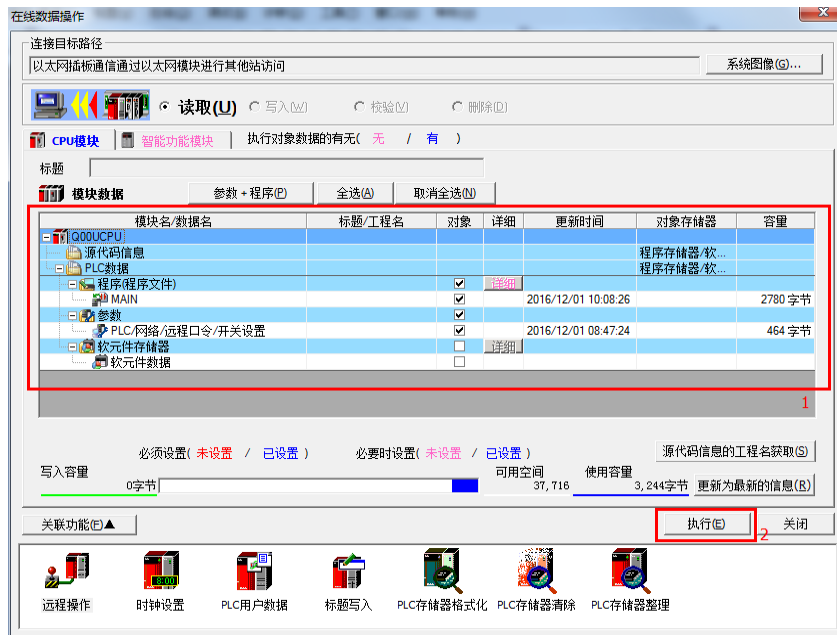 在线数据操作
连接目标路径
以太网插板通信通过以太网模块进行其他站访问
系统图像(G)...
读取(U) 写入(W) 校验(V) 删除(D)
CPU模块 智能功能模块 执行对象数据的有无( 无 / 有 )
标题
模块数据 参数+程序(P) 全选(A) 取消全选(N)
模块名/数据名 标题/工程名 对象 详细 更新时间 对象存储器 容量
Q00UCPU
源代码信息 程序存储器/软...
PLC数据 程序存储器/软...
程序(程序文件) 详细
MAIN 2016/12/01 10:08:26 2780 字节
参数
PLC/网络/远程口令/开关设置 2016/12/01 08:47:24 464 字节
软元件存储器 详细
软元件数据
1
必须设置( 未设置 / 已设置 ) 必要时设置( 未设置 / 已设置 ) 源代码信息的工程名获取(S)
写入容量 可用空间 使用容量
0字节 37,716 3,244字节 更新为最新的信息(R)
关联功能(F)▲ 执行(E) 2 关闭
远程操作 时钟设置 PLC用户数据 标题写入 PLC存储器格式化 PLC存储器清除 PLC存储器整理